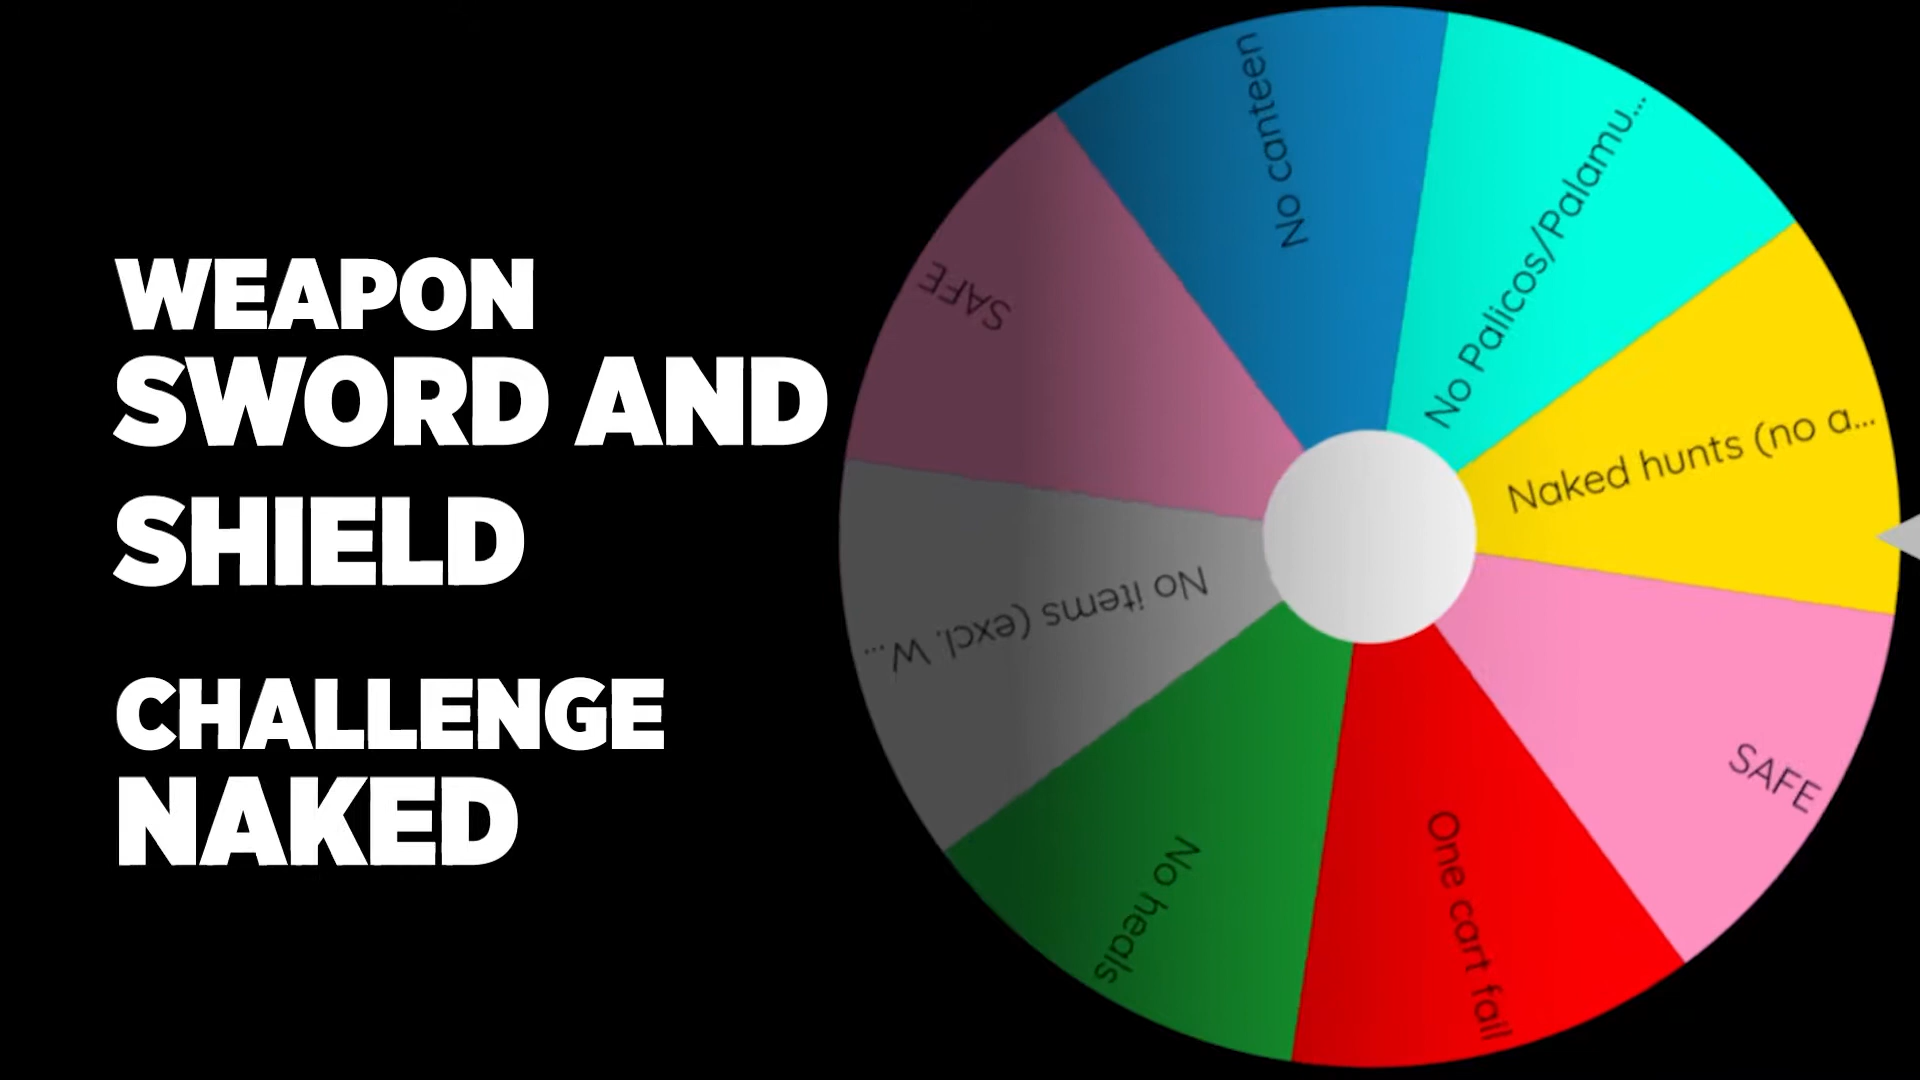 WEAPON
SWORD AND
SHIELD
CHALLENGE
NAKED
No canteen
No Palicos/Palamu...
Naked hunts (no a...
SAFE
One cart fail
No heals
No items (excl. W...
SAFE